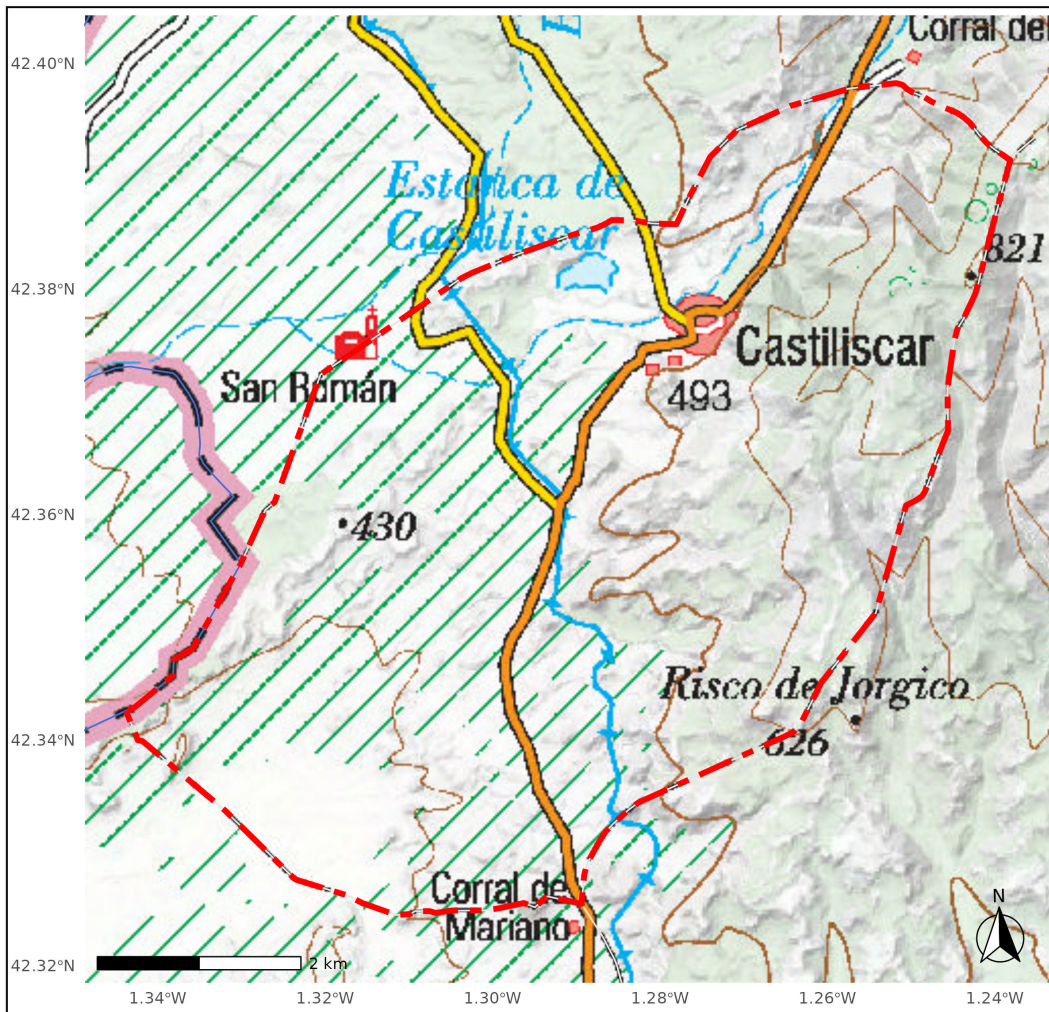 Corral de
42.40°N
E
Estanca de
Castiliscar
821
42.38°N
Castiliscar
San Román
493
42.36°N
430
Risco de Jorgico
626
42.34°N
Corral de
Mariano
N
42.32°N
2 km
1.34°W
1.32°W
1.30°W
1.28°W
1.26°W
1.24°W